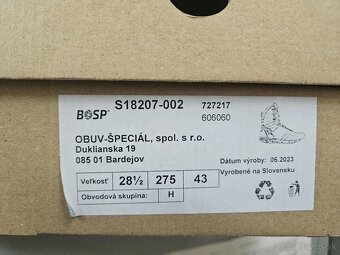 BOSP®
S18207-002
727217
606060
OBUV-ŠPECIÁL, spol. s r.o.
Duklianska 19
085 01 Bardejov
Dátum výroby: 06.2023
Vyrobené na Slovensku
Veľkosť 28½ 275 43
Obvodová skupina: H